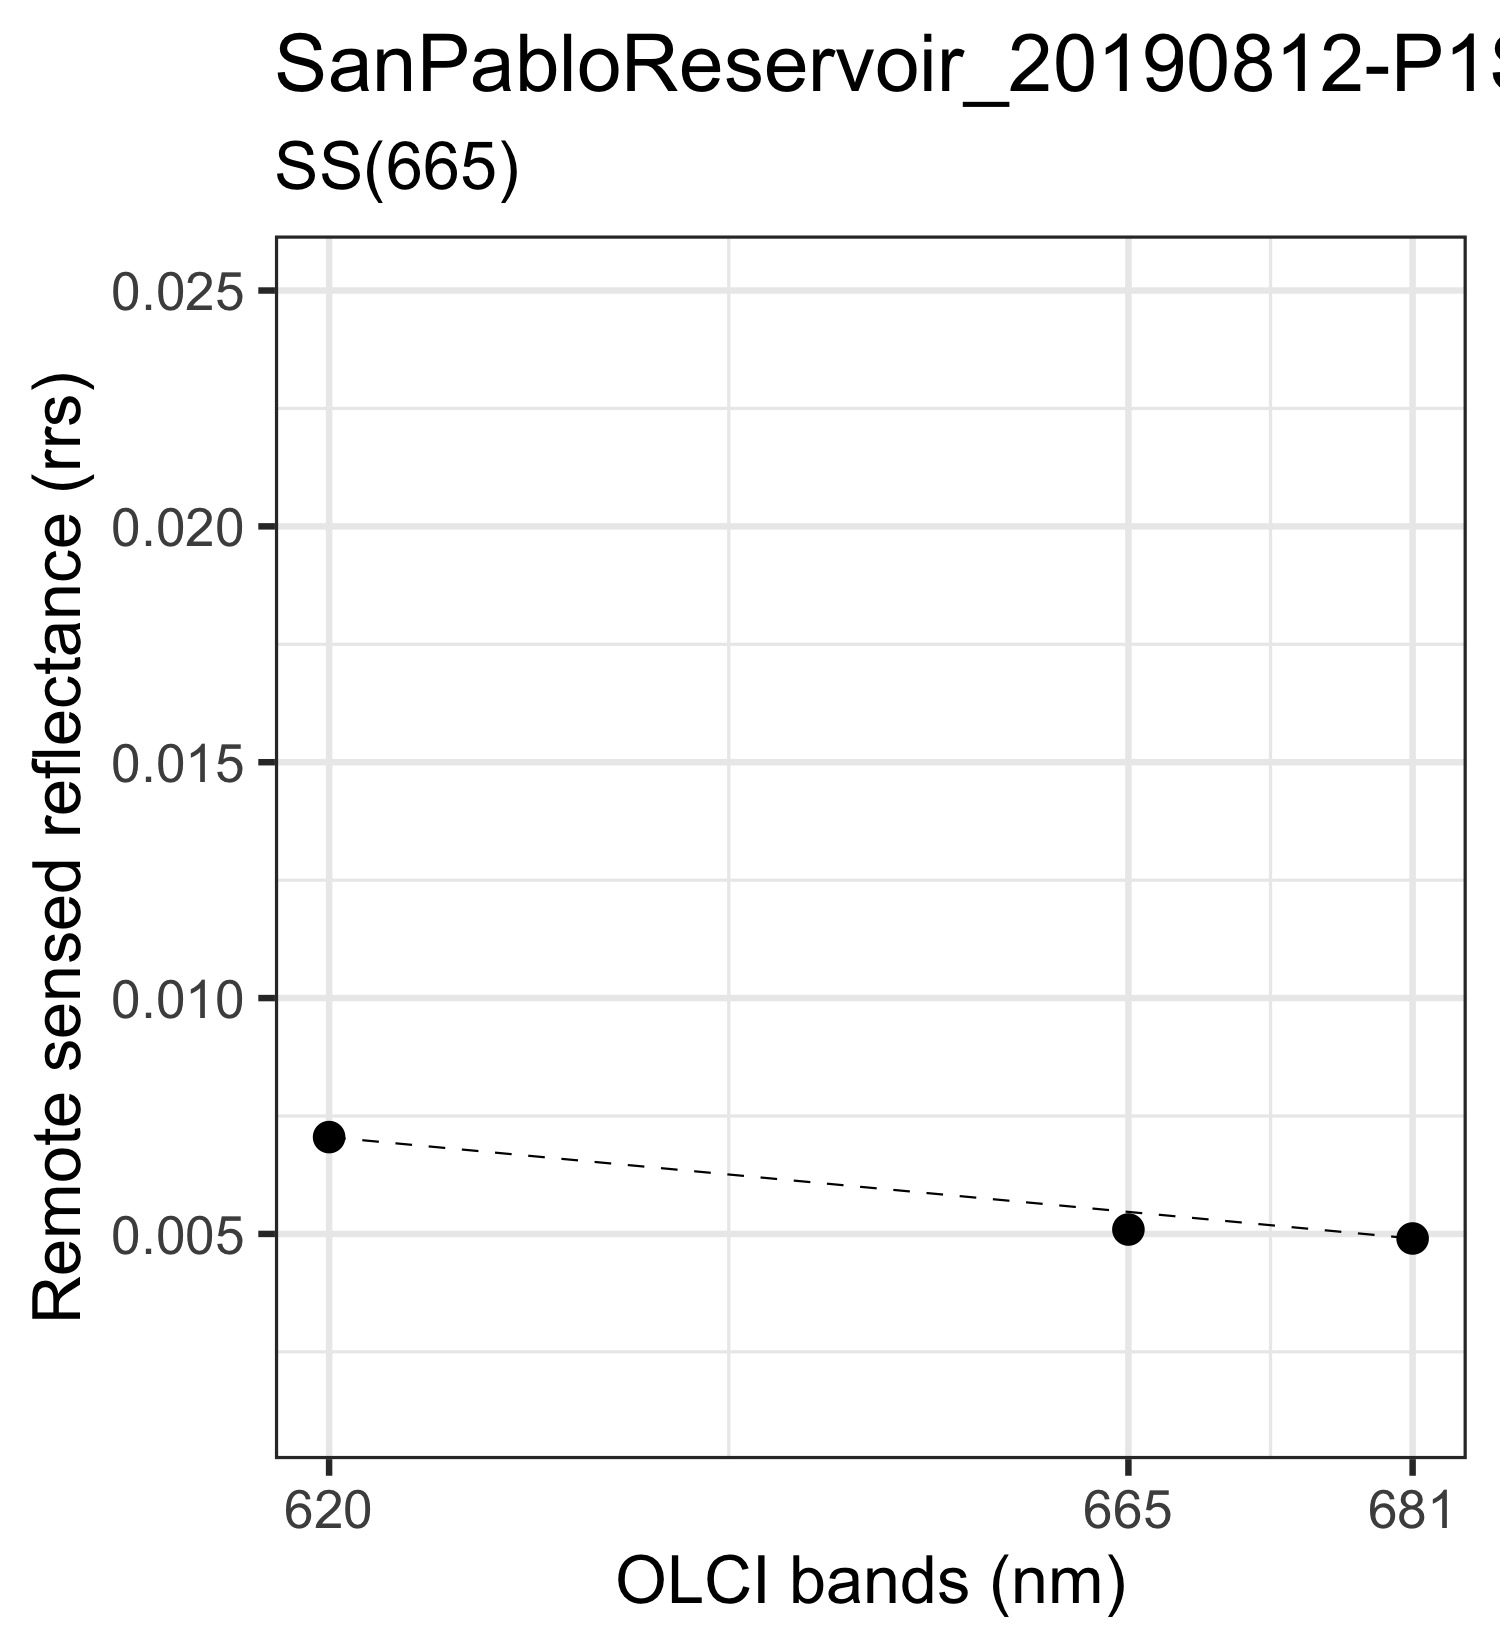 SanPabloReservoir_20190812-P1
SS(665)
Remote sensed reflectance (rrs)
0.025
0.020
0.015
0.010
0.005
620
665
681
OLCI bands (nm)